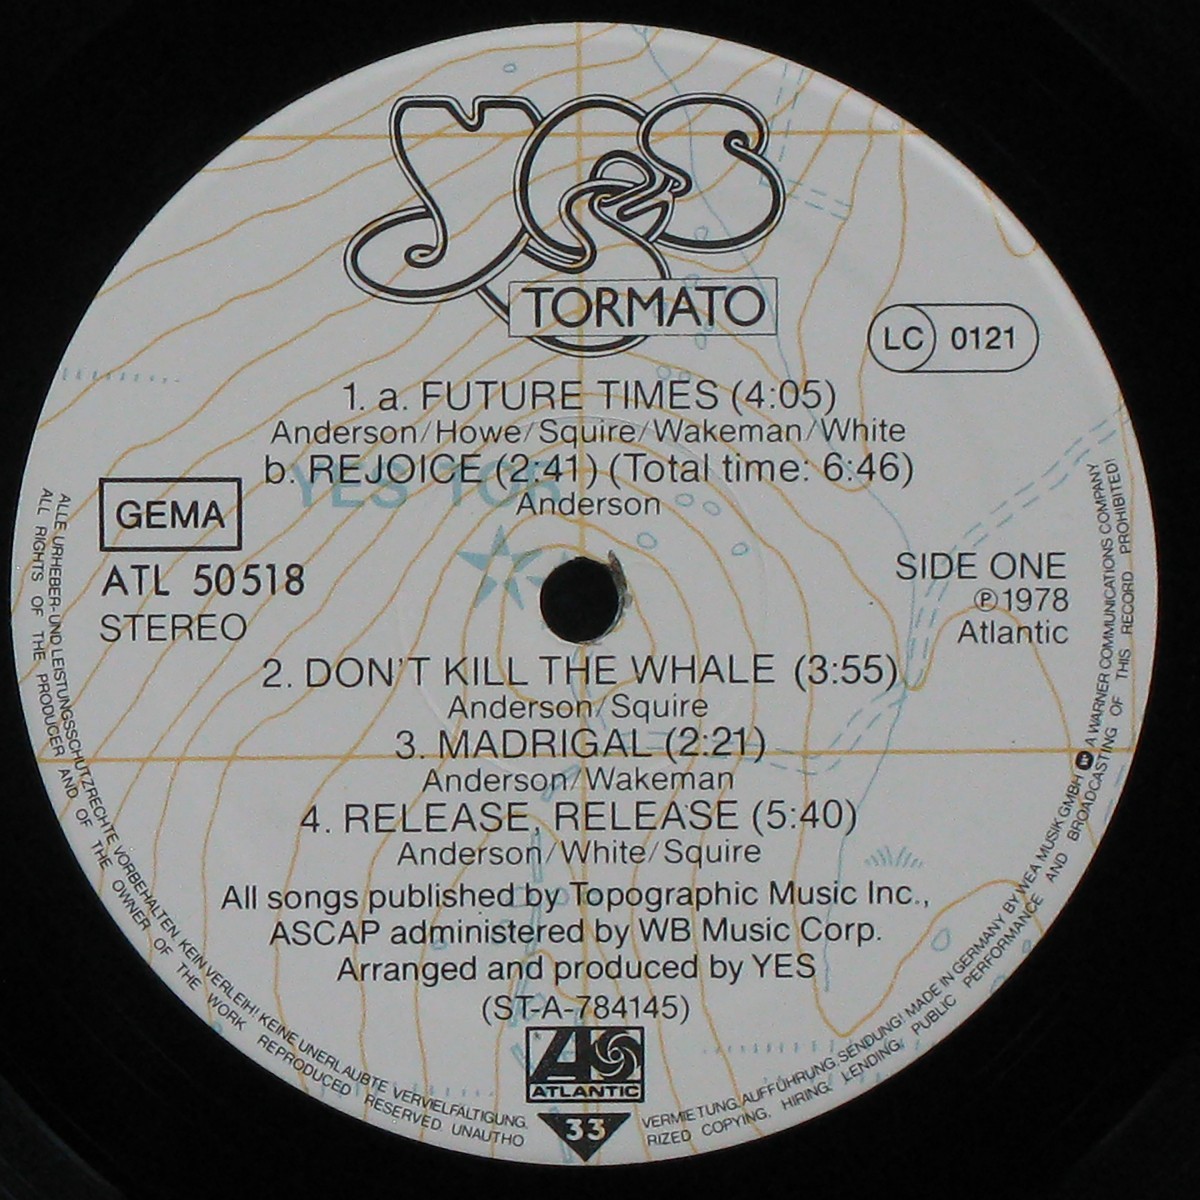 YES
TORMATO
LC 0121
1. a. FUTURE TIMES (4:05)
Anderson/Howe/Squire/Wakeman/White
b. REJOICE (2:41) (Total time: 6:46)
Anderson
YES TOR
GEMA
ATL 50518
STEREO
SIDE ONE
℗1978
Atlantic
2. DON'T KILL THE WHALE (3:55)
Anderson/Squire
3. MADRIGAL (2:21)
Anderson/Wakeman
4. RELEASE, RELEASE (5:40)
Anderson/White/Squire
All songs published by Topographic Music Inc.,
ASCAP administered by WB Music Corp.
Arranged and produced by YES
(ST-A-784145)
ATLANTIC
33
ALLE URHEBER- UND LEISTUNGSSCHUTZRECHTE VORBEHALTEN. KEIN VERLEIH! KEINE UNERLAUBTE VERVIELFÄLTIGUNG, VERMIETUNG, AUFFÜHRUNG, SENDUNG! MADE IN GERMANY BY WEA MUSIK GMBH A WARNER COMMUNICATIONS COMPANY
ALL RIGHTS OF THE PRODUCER AND OF THE OWNER OF THE WORK REPRODUCED RESERVED. UNAUTHORIZED COPYING, HIRING, LENDING, PUBLIC PERFORMANCE AND BROADCASTING OF THIS RECORD PROHIBITED!